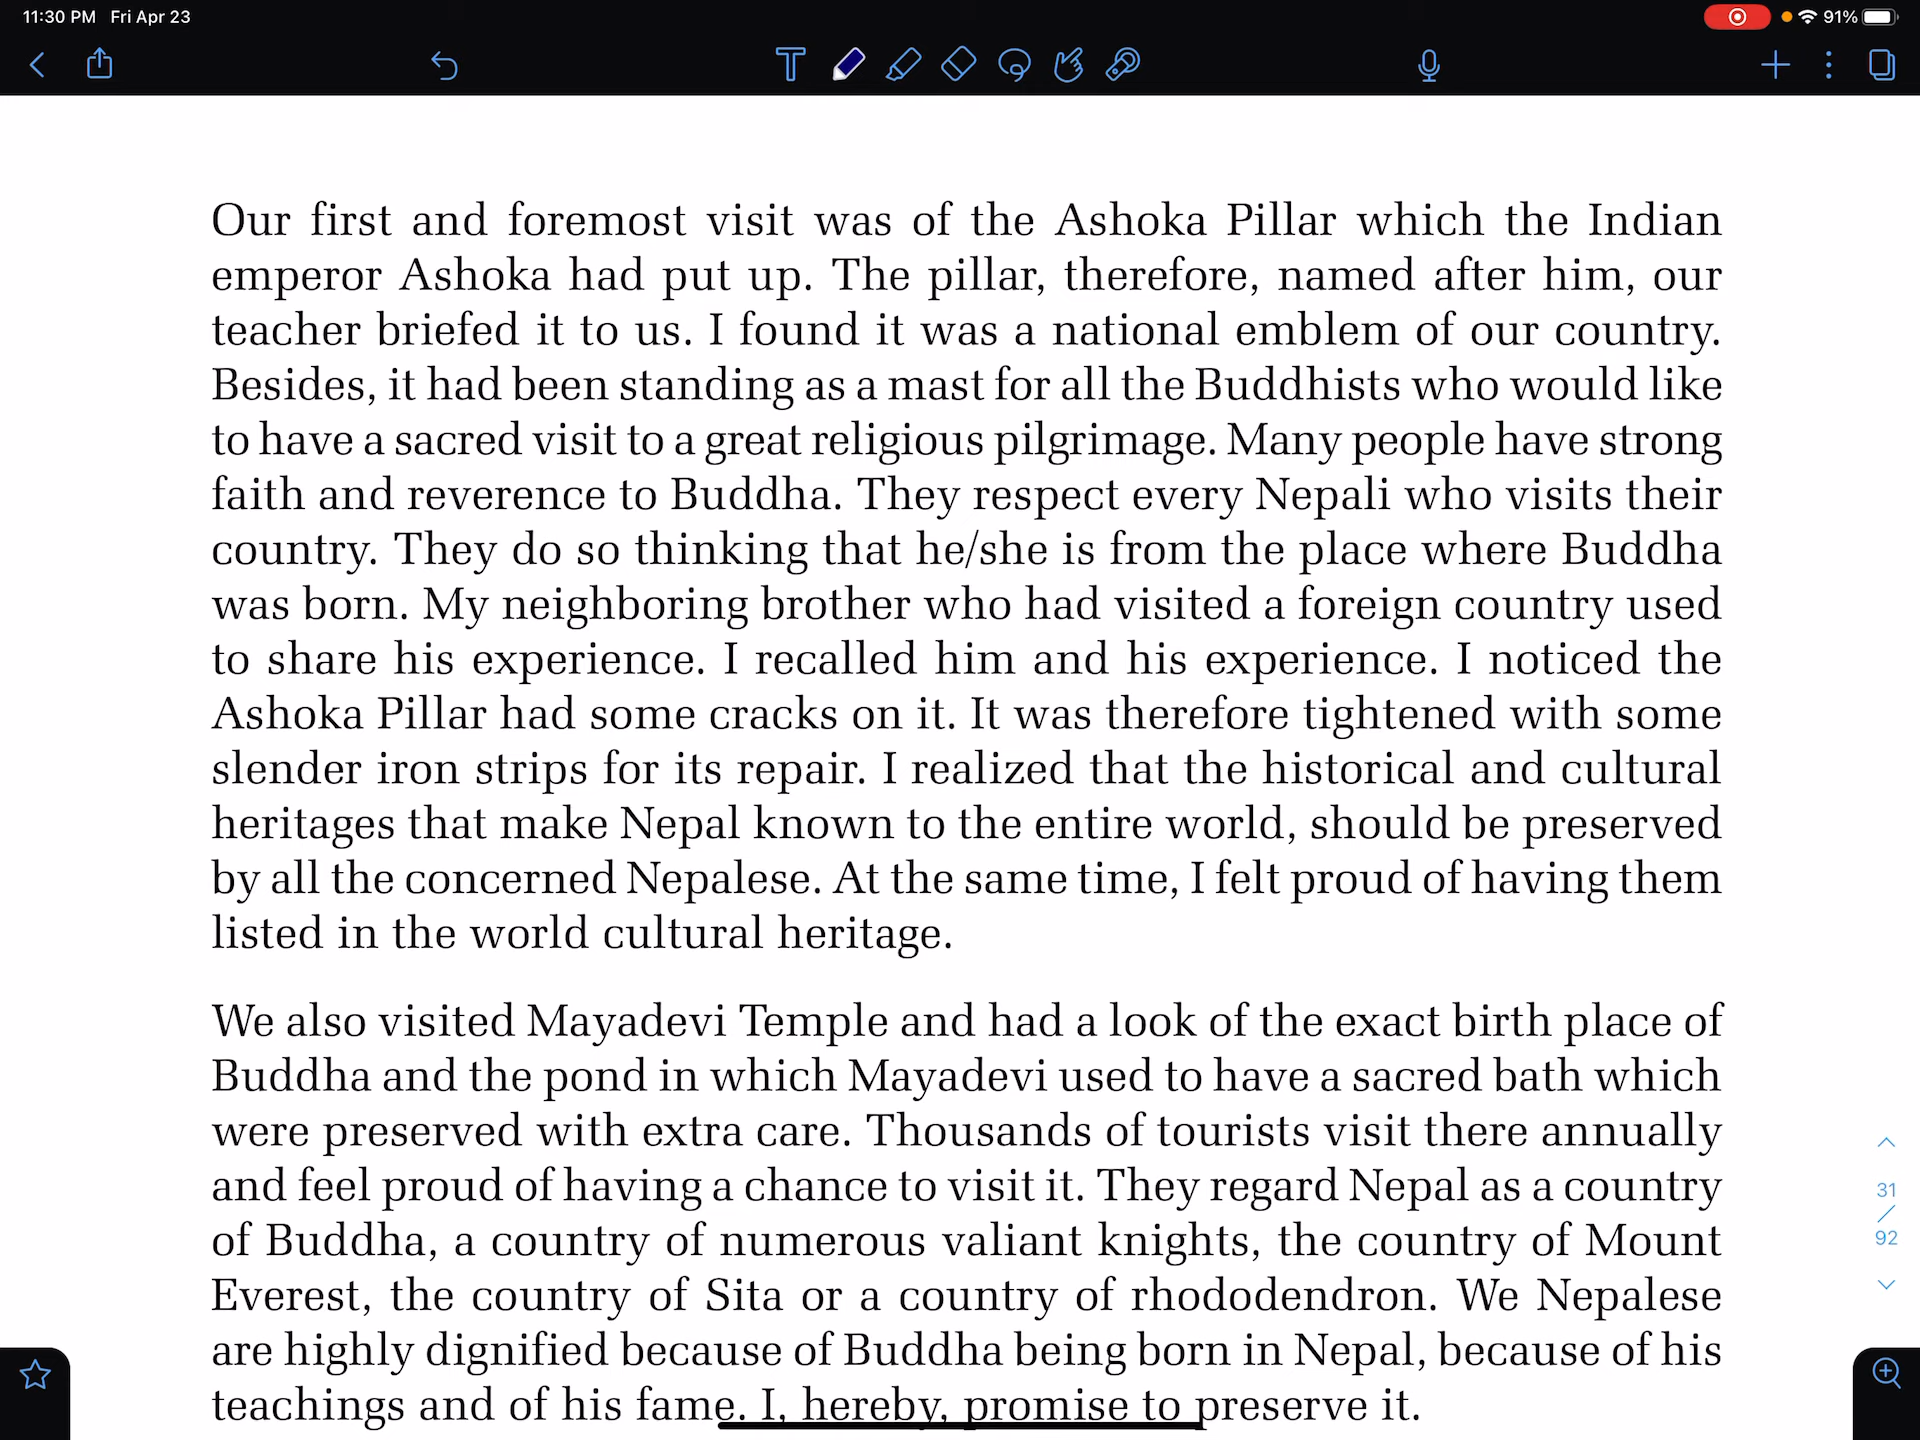 11:30 PM Fri Apr 23
91%
Our first and foremost visit was of the Ashoka Pillar which the Indian
emperor Ashoka had put up. The pillar, therefore, named after him, our
teacher briefed it to us. I found it was a national emblem of our country.
Besides, it had been standing as a mast for all the Buddhists who would like
to have a sacred visit to a great religious pilgrimage. Many people have strong
faith and reverence to Buddha. They respect every Nepali who visits their
country. They do so thinking that he/she is from the place where Buddha
was born. My neighboring brother who had visited a foreign country used
to share his experience. I recalled him and his experience. I noticed the
Ashoka Pillar had some cracks on it. It was therefore tightened with some
slender iron strips for its repair. I realized that the historical and cultural
heritages that make Nepal known to the entire world, should be preserved
by all the concerned Nepalese. At the same time, I felt proud of having them
listed in the world cultural heritage.
We also visited Mayadevi Temple and had a look of the exact birth place of
Buddha and the pond in which Mayadevi used to have a sacred bath which
were preserved with extra care. Thousands of tourists visit there annually
and feel proud of having a chance to visit it. They regard Nepal as a country
of Buddha, a country of numerous valiant knights, the country of Mount
Everest, the country of Sita or a country of rhododendron. We Nepalese
are highly dignified because of Buddha being born in Nepal, because of his
teachings and of his fame. I, hereby, promise to preserve it.
31
/
92